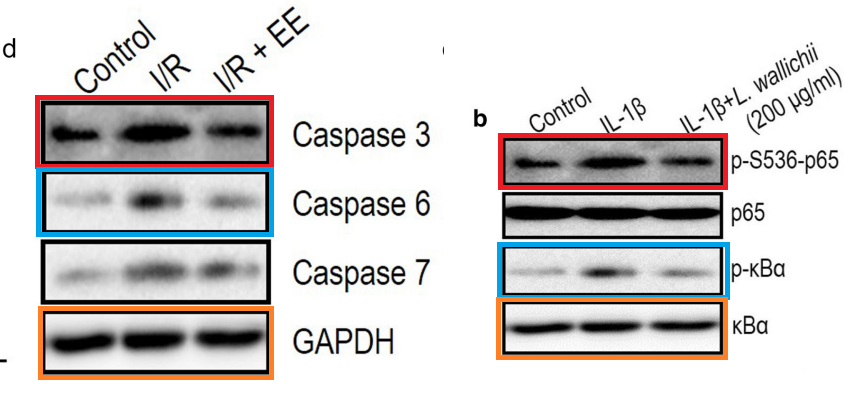 d
Control
I/R
I/R + EE
Caspase 3
Caspase 6
Caspase 7
GAPDH
b
Control
IL-1β
IL-1β+L. wallichii
(200 μg/ml)
p-S536-p65
p65
p-κBα
κBα